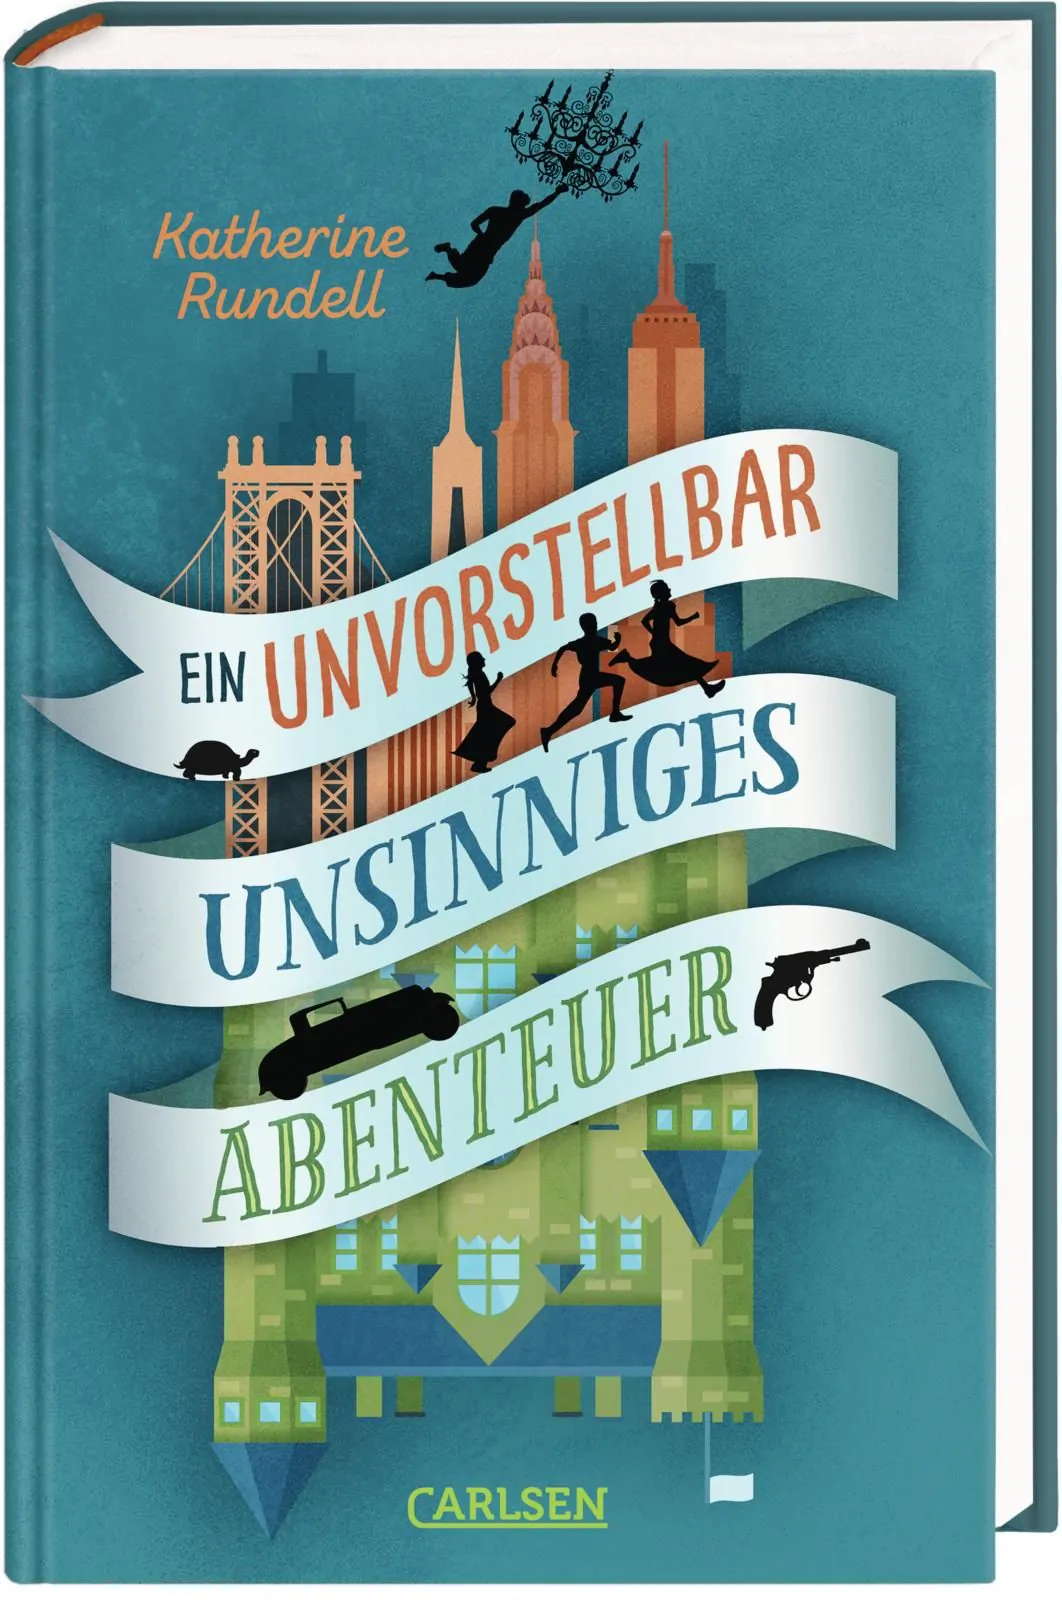 Katherine
Rundell
EIN UNVORSTELLBAR
UNSINNIGES
ABENTEUER
CARLSEN